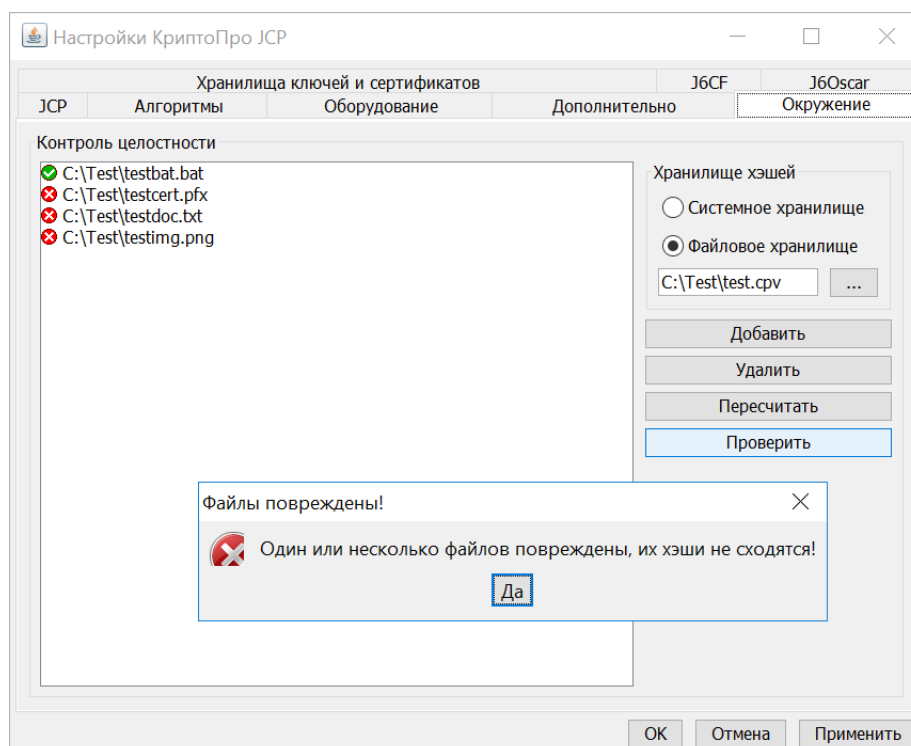 Настройки КриптоПро JCP
Хранилища ключей и сертификатов J6CF J6Oscar
JCP Алгоритмы Оборудование Дополнительно Окружение
Контроль целостности
C:\Test\testbat.bat
C:\Test\testcert.pfx
C:\Test\testdoc.txt
C:\Test\testimg.png
Хранилище хэшей
Системное хранилище
Файловое хранилище
C:\Test\test.cpv ...
Добавить
Удалить
Пересчитать
Проверить
Файлы повреждены!
Один или несколько файлов повреждены, их хэши не сходятся!
Да
OK Отмена Применить